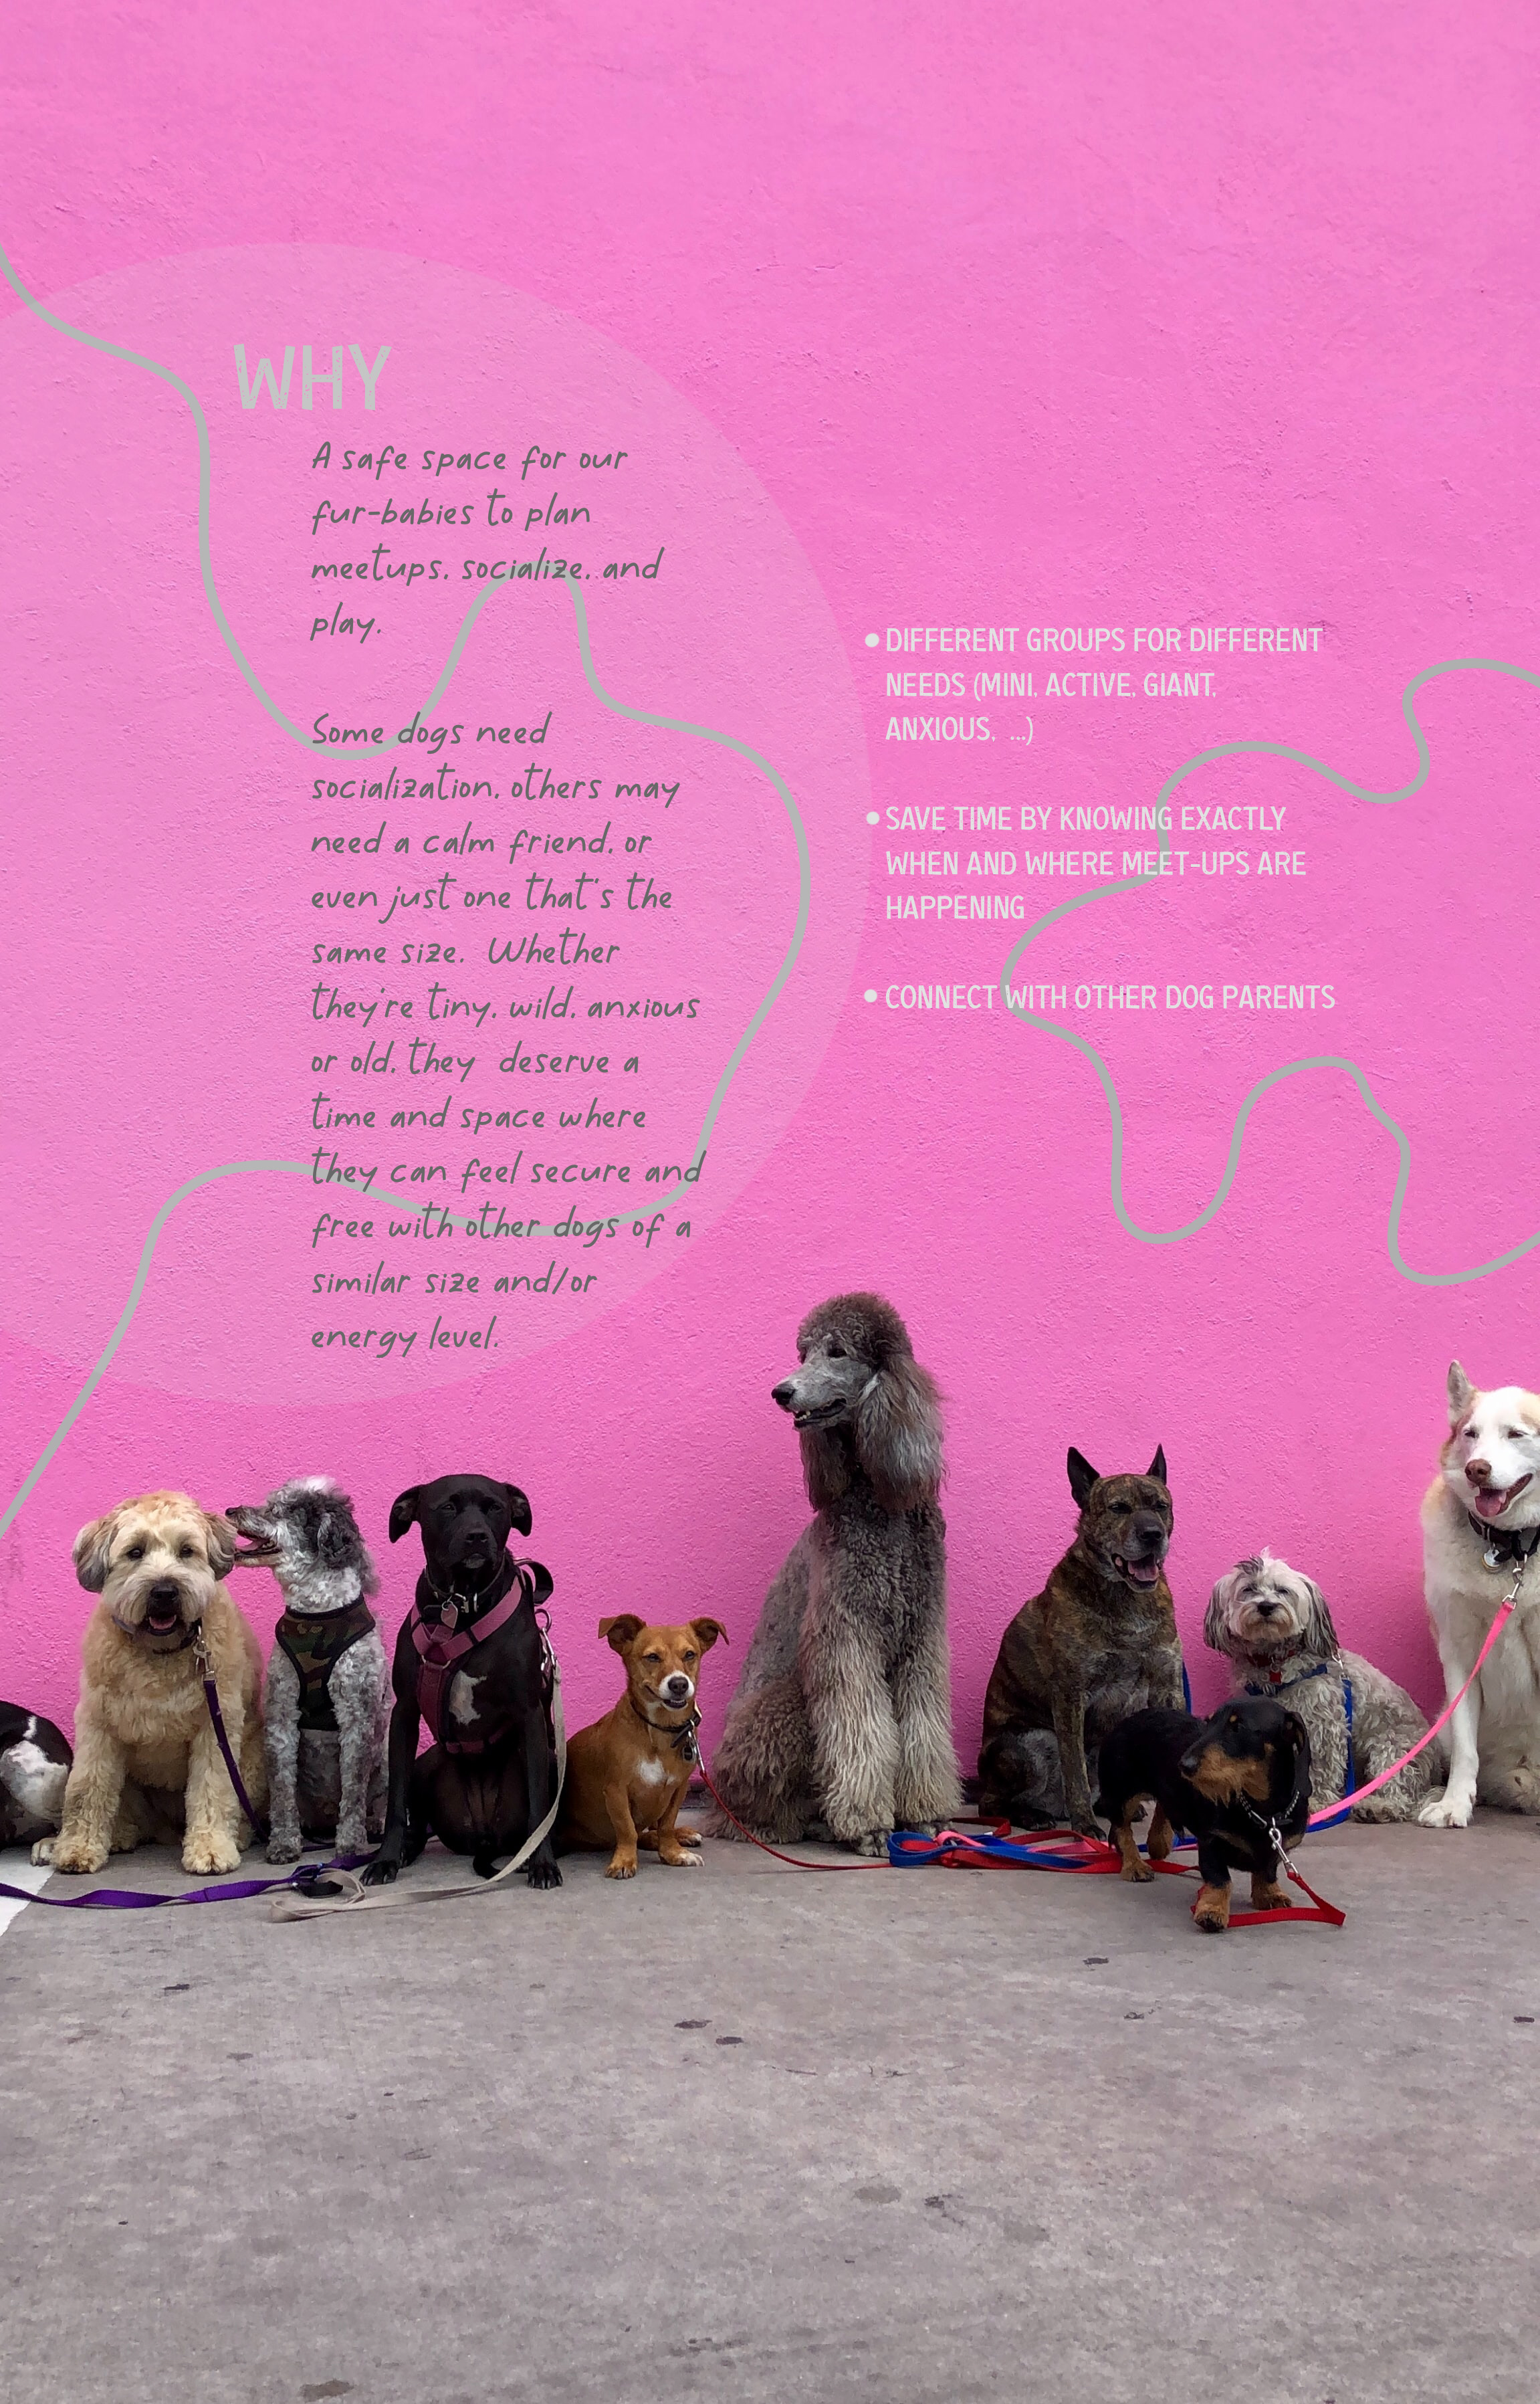 WHY
A safe space for our
fur-babies to plan
meetups, socialize, and
play.
Some dogs need
socialization, others may
need a calm friend, or
even just one that's the
same size.  Whether
they're tiny, wild, anxious
or old, they  deserve a
time and space where
they can feel secure and
free with other dogs of a
similar size and/or
energy level.
• DIFFERENT GROUPS FOR DIFFERENT
NEEDS (MINI, ACTIVE, GIANT,
ANXIOUS,  ...)
• SAVE TIME BY KNOWING EXACTLY
WHEN AND WHERE MEET-UPS ARE
HAPPENING
• CONNECT WITH OTHER DOG PARENTS